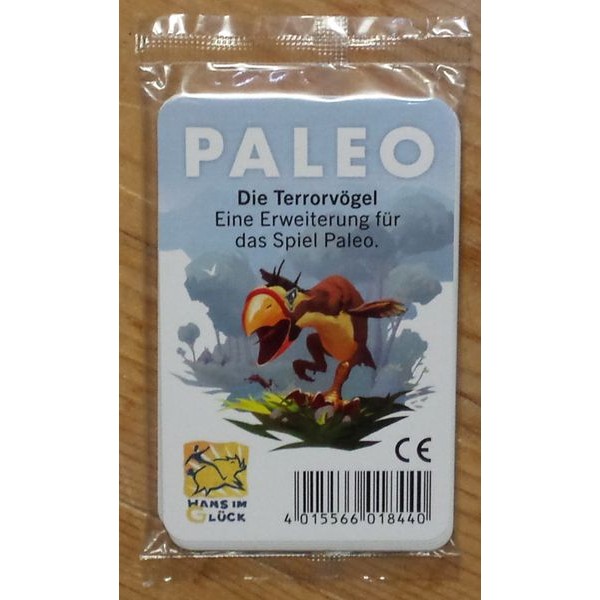 PALEO
Die Terrorvögel
Eine Erweiterung für
das Spiel Paleo.
CE
HANS IM
GLÜCK
4 015566 018440